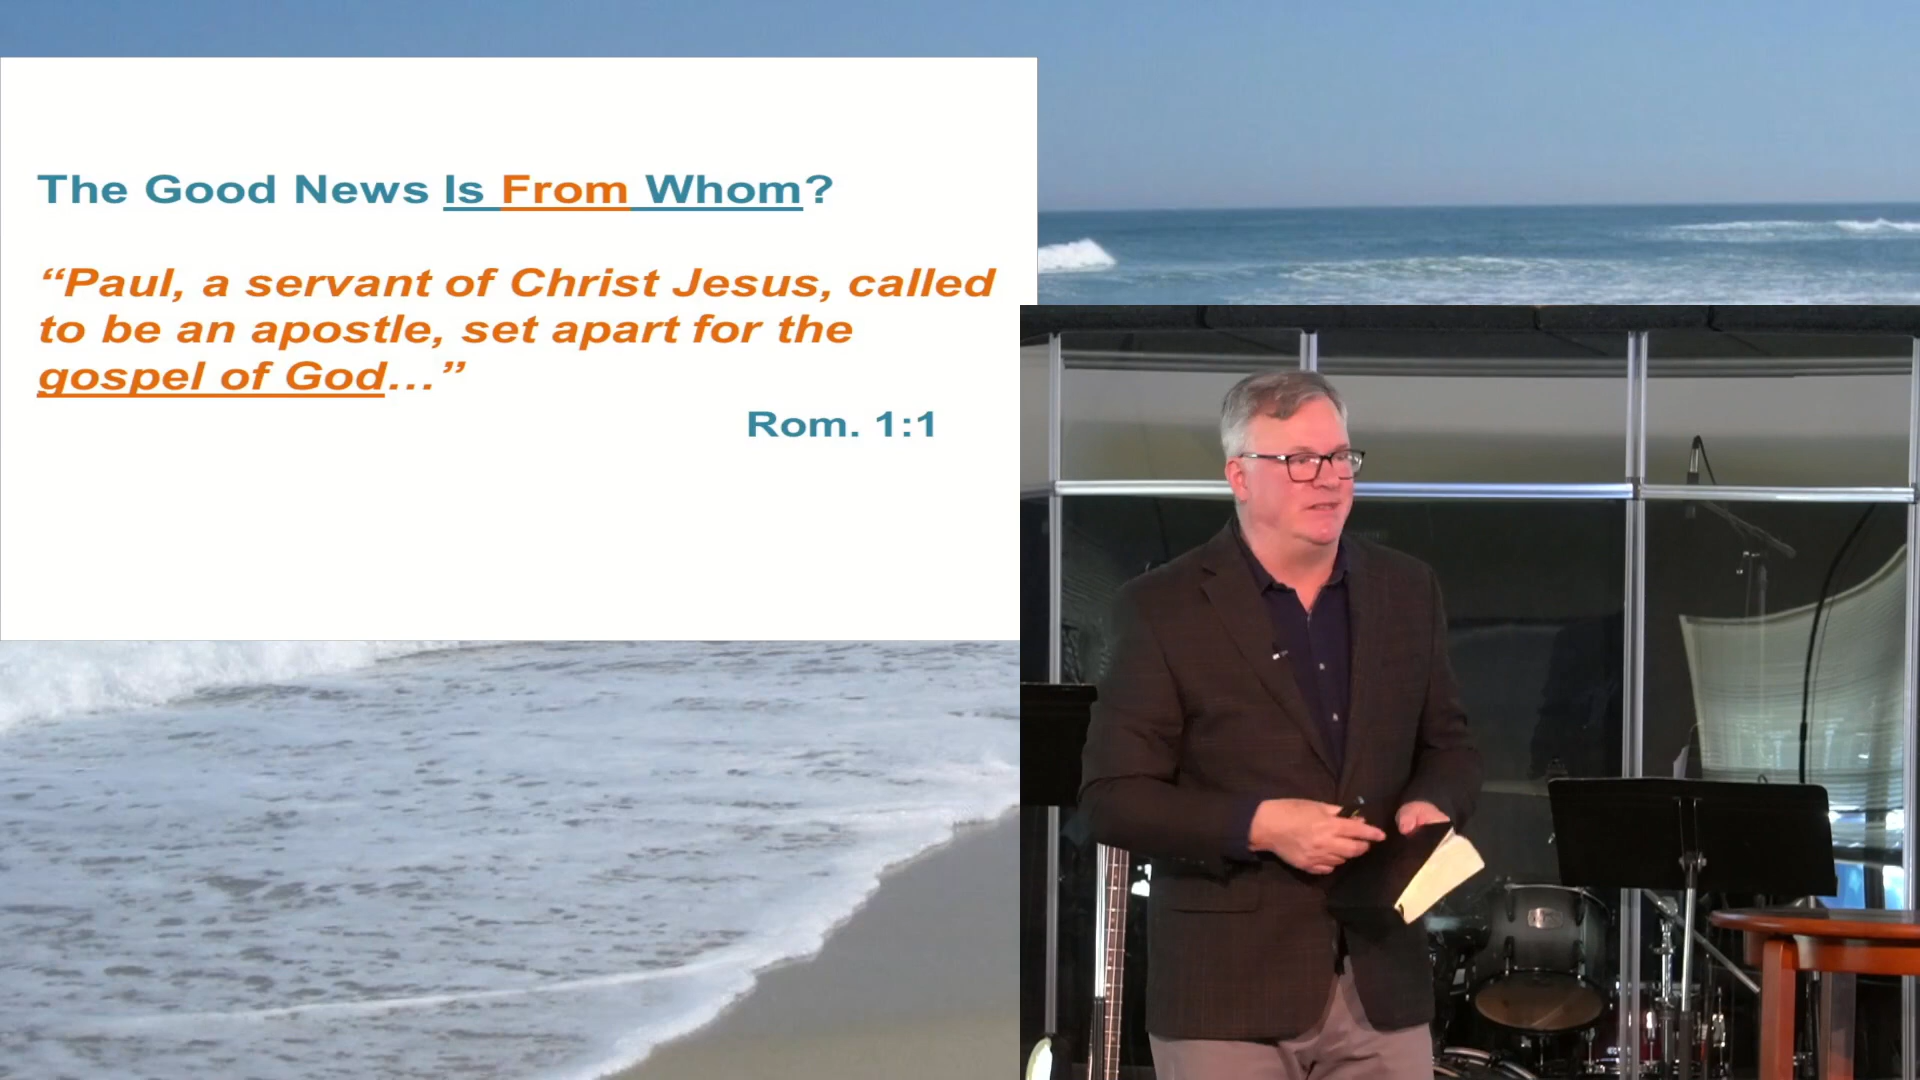 The Good News Is From Whom?
“Paul, a servant of Christ Jesus, called
to be an apostle, set apart for the
gospel of God…”
Rom. 1:1